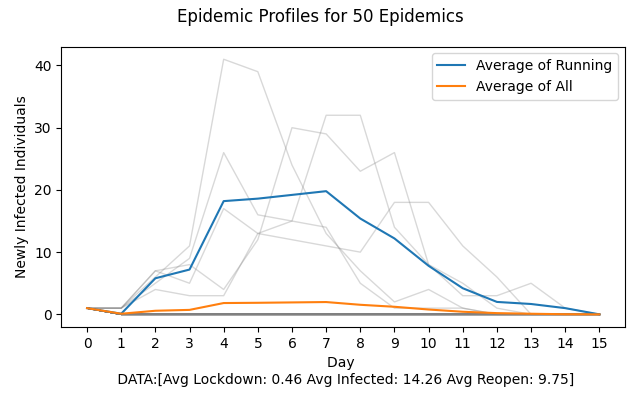 Epidemic Profiles for 50 Epidemics
Average of Running
Average of All
Newly Infected Individuals
40
30
20
10
0
0 1 2 3 4 5 6 7 8 9 10 11 12 13 14 15
Day
DATA:[Avg Lockdown: 0.46 Avg Infected: 14.26 Avg Reopen: 9.75]